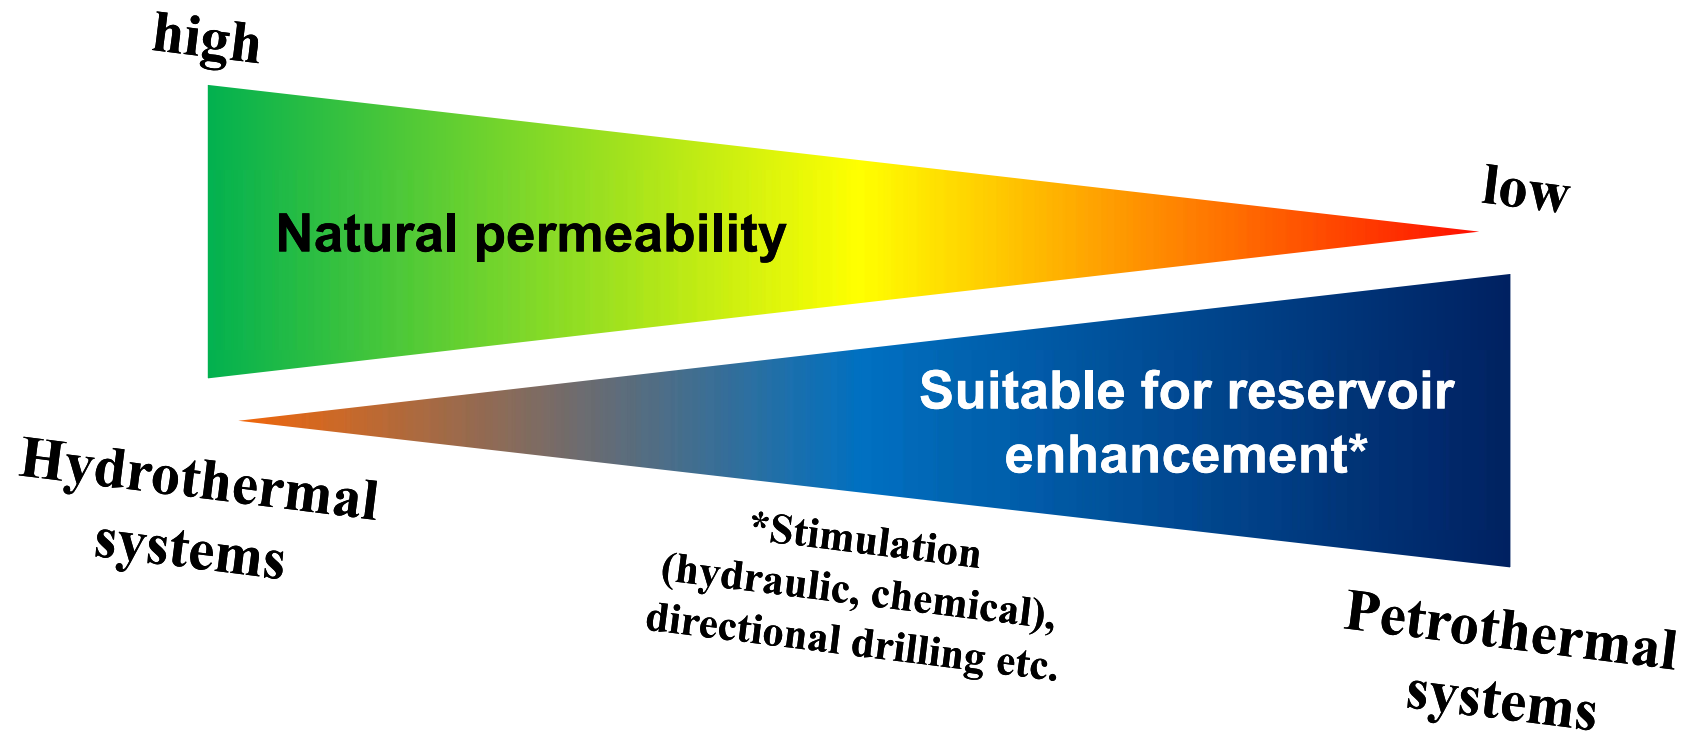 high
low
Natural permeability
Suitable for reservoir
enhancement*
Hydrothermal
systems
*Stimulation
(hydraulic, chemical),
directional drilling etc.
Petrothermal
systems